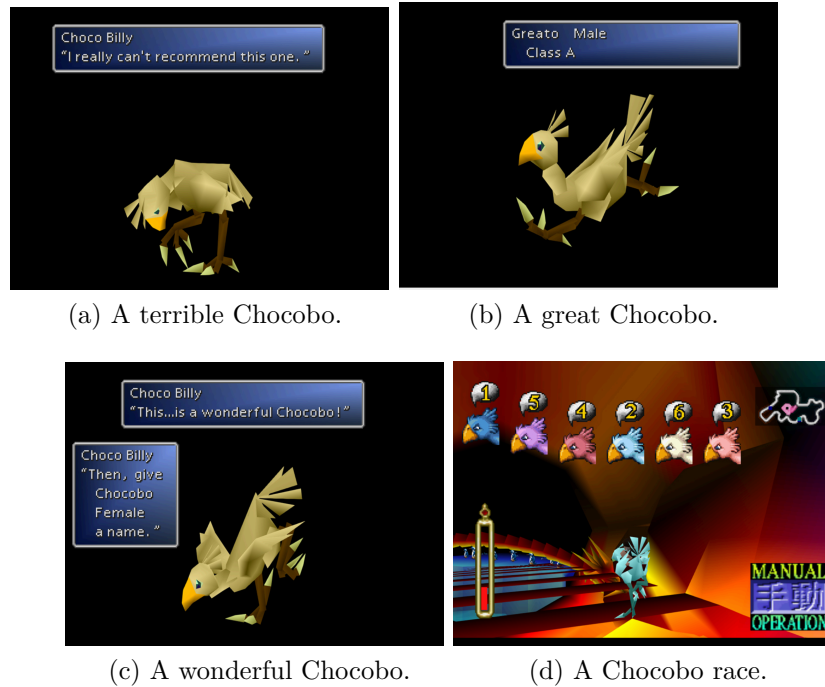 Choco Billy
“I really can't recommend this one. ”
Greato Male
Class A
(a) A terrible Chocobo.
(b) A great Chocobo.
Choco Billy
“This...is a wonderful Chocobo!”
Choco Billy
“Then, give
Chocobo
Female
a name. ”
1
5
4
2
6
3
MANUAL
手動
OPERATION
(c) A wonderful Chocobo.
(d) A Chocobo race.